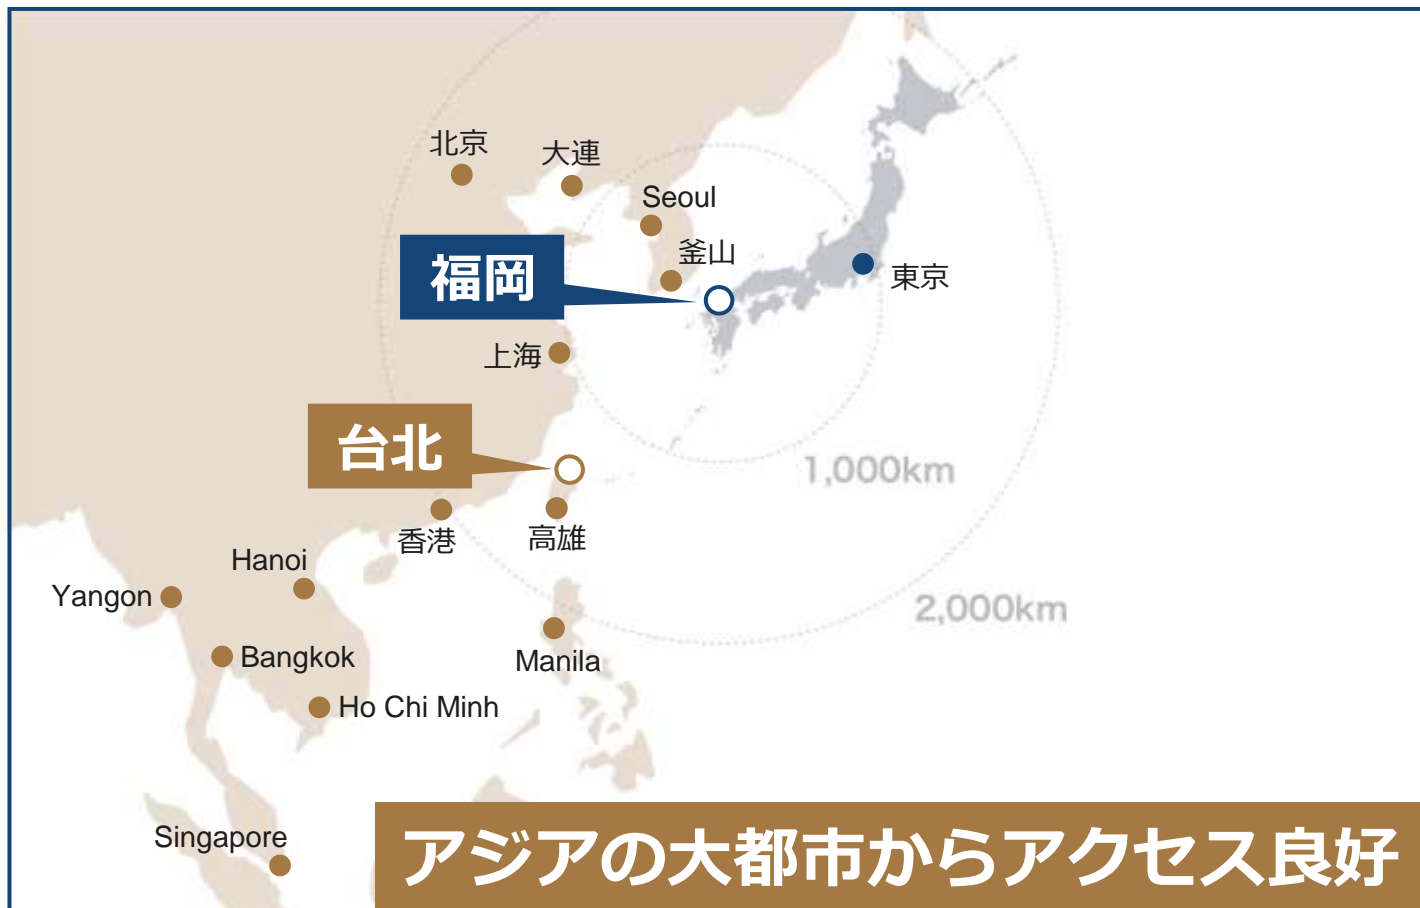 北京
大連
Seoul
釜山
福岡
東京
上海
台北
1,000km
香港
高雄
Hanoi
Yangon
2,000km
Bangkok
Manila
Ho Chi Minh
Singapore
アジアの大都市からアクセス良好